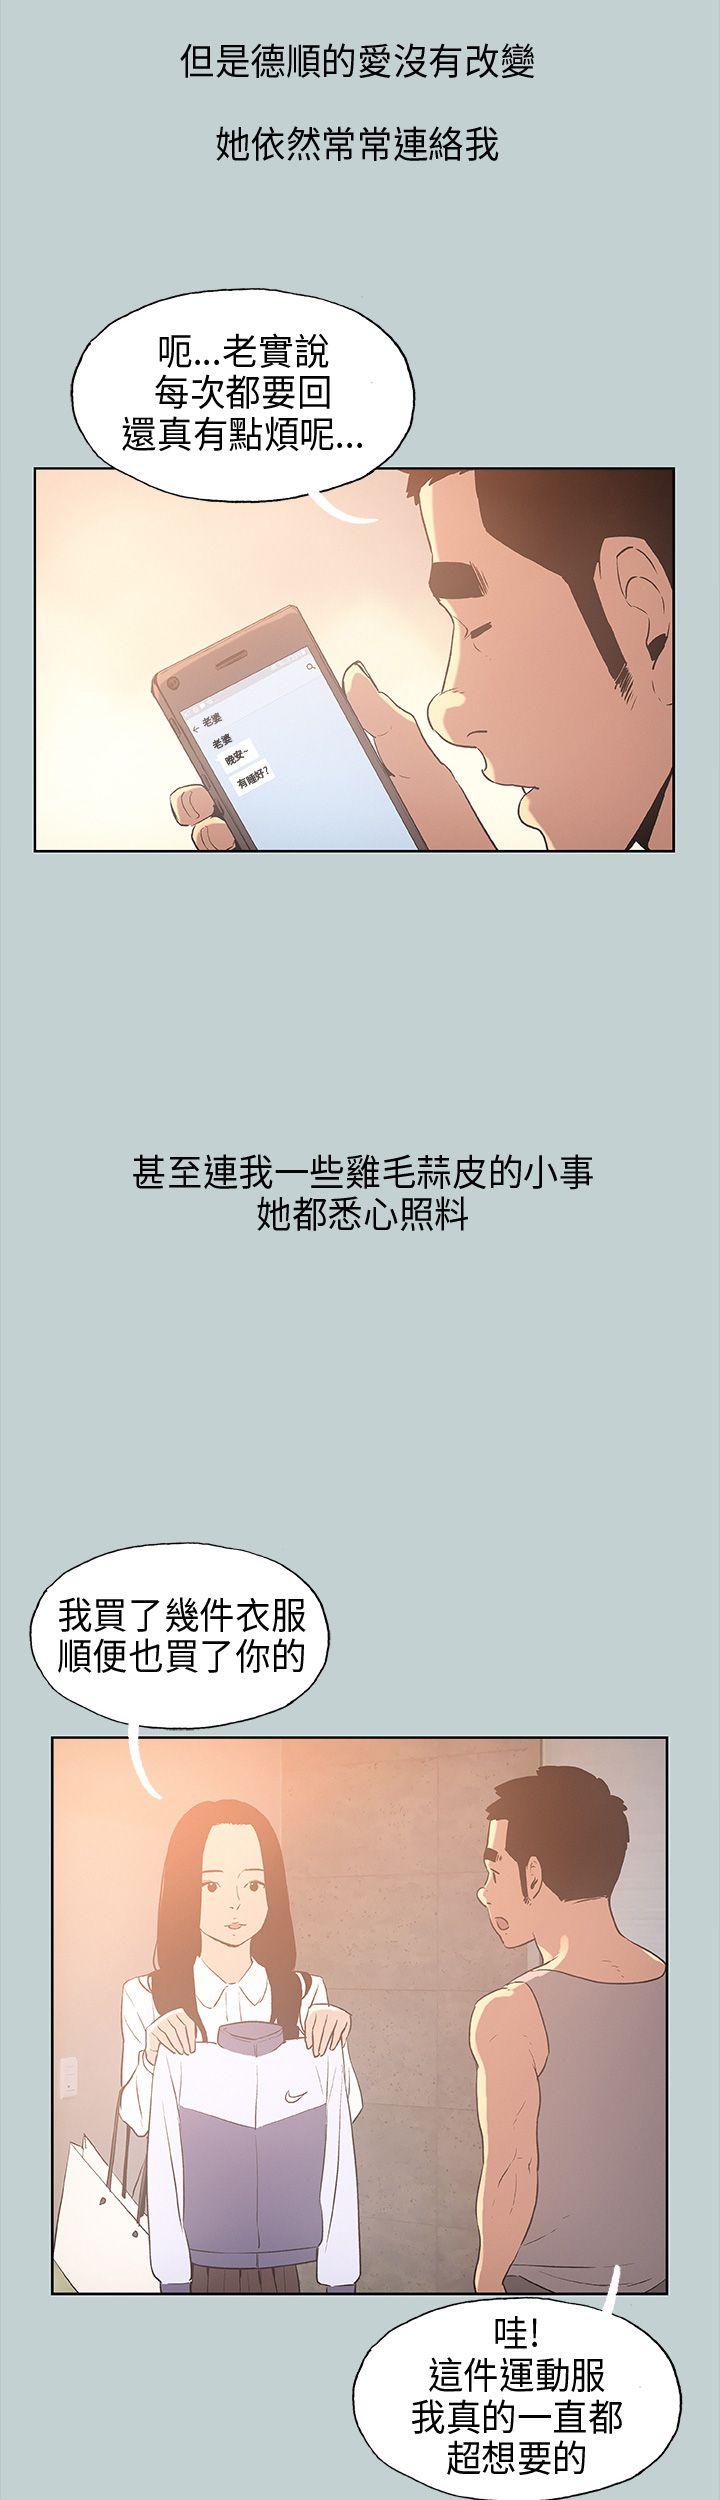 但是德順的愛沒有改變
她依然常常連絡我
呃...老實說
每次都要回
還真有點煩呢...
←老婆
老婆
晚安~
有睡好?
甚至連我一些雞毛蒜皮的小事
她都悉心照料
我買了幾件衣服
順便也買了你的
哇!
這件運動服
我真的一直都
超想要的